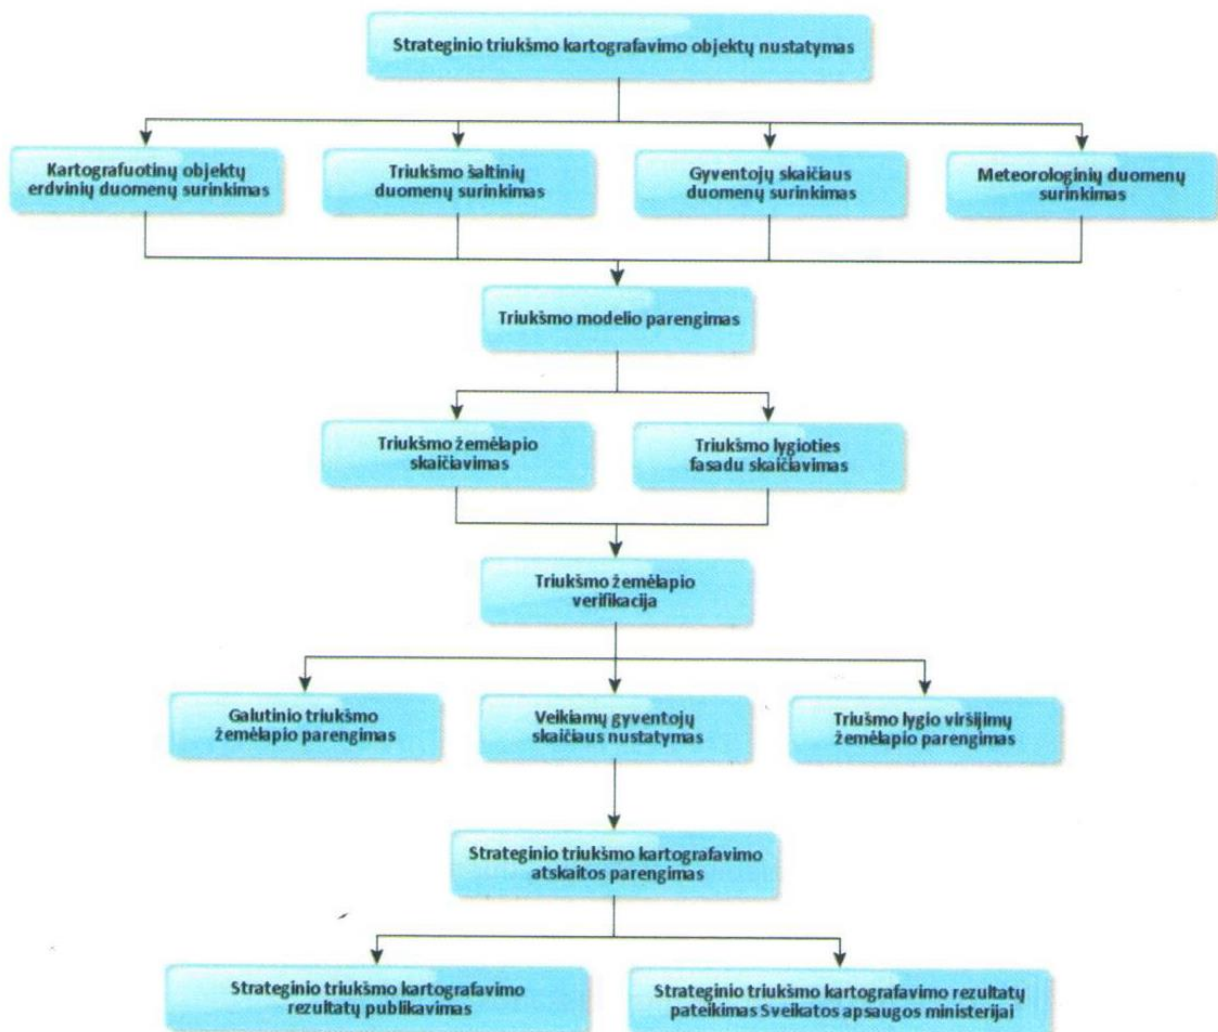 Strateginio triukšmo kartografavimo objektų nustatymas
Kartografuotinų objektų
erdvinių duomenų surinkimas
Triukšmo šaltinių
duomenų surinkimas
Gyventojų skaičiaus
duomenų surinkimas
Meteorologinių duomenų
surinkimas
Triukšmo modelio parengimas
Triukšmo žemėlapio
skaičiavimas
Triukšmo lygioties
fasadu skaičiavimas
Triukšmo žemėlapio
verifikacija
Galutinio triukšmo
žemėlapio parengimas
Veikiamų gyventojų
skaičiaus nustatymas
Triušmo lygio viršijimų
žemėlapio parengimas
Strateginio triukšmo kartografavimo
atskaitos parengimas
Strateginio triukšmo kartografavimo
rezultatų publikavimas
Strateginio triukšmo kartografavimo rezultatų
pateikimas Sveikatos apsaugos ministerijai